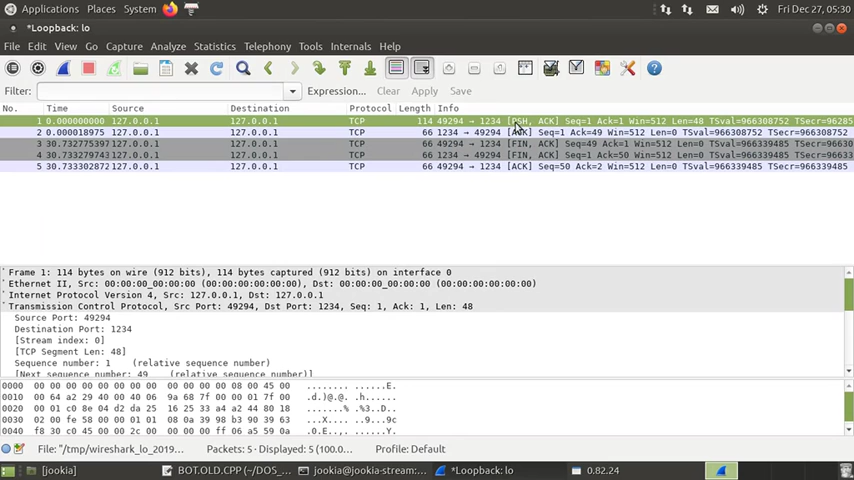 Applications Places System Fri Dec 27, 05:30
*Loopback: lo
File Edit View Go Capture Analyze Statistics Telephony Tools Internals Help
Filter: Expression... Clear Apply Save
No. Time Source Destination Protocol Length Info
1 0.000000000 127.0.0.1 127.0.0.1 TCP 114 49294 → 1234 [PSH, ACK] Seq=1 Ack=1 Win=512 Len=48 TSval=966308752 TSecr=96285
2 0.000018975 127.0.0.1 127.0.0.1 TCP 66 1234 → 49294 [ACK] Seq=1 Ack=49 Win=512 Len=0 TSval=966308752 TSecr=966308752
3 30.732775397 127.0.0.1 127.0.0.1 TCP 66 49294 → 1234 [FIN, ACK] Seq=49 Ack=1 Win=512 Len=0 TSval=966339485 TSecr=96630
4 30.733279743 127.0.0.1 127.0.0.1 TCP 66 1234 → 49294 [FIN, ACK] Seq=1 Ack=50 Win=512 Len=0 TSval=966339485 TSecr=96633
5 30.733302872 127.0.0.1 127.0.0.1 TCP 66 49294 → 1234 [ACK] Seq=50 Ack=2 Win=512 Len=0 TSval=966339485 TSecr=966339485
Frame 1: 114 bytes on wire (912 bits), 114 bytes captured (912 bits) on interface 0
Ethernet II, Src: 00:00:00_00:00:00 (00:00:00:00:00:00), Dst: 00:00:00_00:00:00 (00:00:00:00:00:00)
Internet Protocol Version 4, Src: 127.0.0.1, Dst: 127.0.0.1
Transmission Control Protocol, Src Port: 49294, Dst Port: 1234, Seq: 1, Ack: 1, Len: 48
Source Port: 49294
Destination Port: 1234
[Stream index: 0]
[TCP Segment Len: 48]
Sequence number: 1 (relative sequence number)
[Next sequence number: 49 (relative sequence number)]
0000 00 00 00 00 00 00 00 00 00 00 00 00 08 00 45 00 ........ ......E.
0010 00 64 a2 29 40 00 40 06 9a 68 7f 00 00 01 7f 00 .d.)@.@. .h......
0020 00 01 c0 8e 04 d2 da 25 16 25 33 a4 a2 44 80 18 .......% .%3..D..
0030 02 00 fe 58 00 00 01 01 08 0a 39 98 b3 90 39 63 ...X.... ..9...9c
0040 f8 30 c0 45 00 00 2c 00 00 00 ff 06 a5 59 0a .0.E..,. .....Y.
File: "/tmp/wireshark_lo_2019... Packets: 5 · Displayed: 5 (100.0... Profile: Default
[jookia] BOT.OLD.CPP (~/DOS_... jookia@jookia-stream:... *Loopback: lo 0.82.24